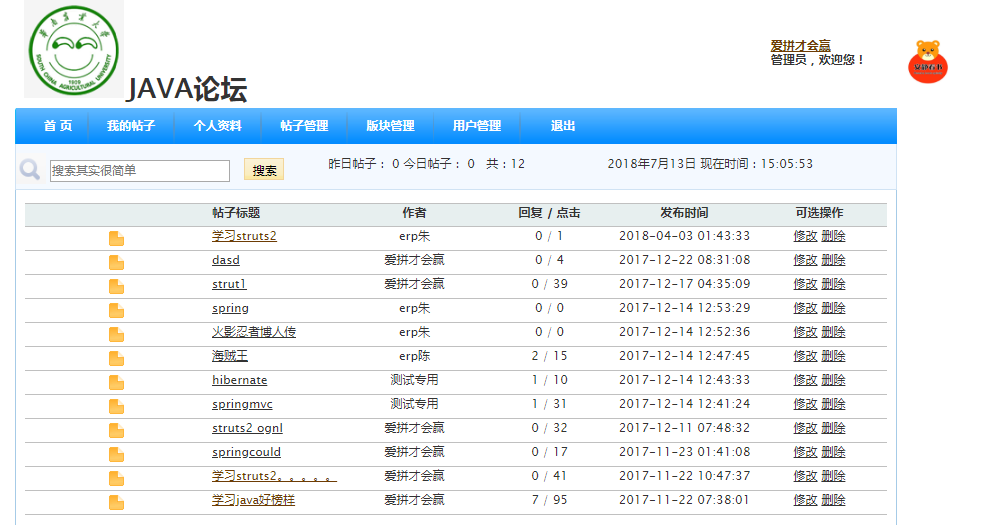 华南农业大学
SOUTH CHINA AGRICULTURAL UNIVERSITY
1909
JAVA论坛
爱拼才会赢
管理员，欢迎您！
首 页 我的帖子 个人资料 帖子管理 版块管理 用户管理 退出
搜索其实很简单 搜索 昨日帖子： 0 今日帖子： 0 共：12 2018年7月13日 现在时间：15:05:53
帖子标题 作者 回复 / 点击 发布时间 可选操作
学习struts2 erp朱 0 / 1 2018-04-03 01:43:33 修改 删除
dasd 爱拼才会赢 0 / 4 2017-12-22 08:31:08 修改 删除
strut1 爱拼才会赢 0 / 39 2017-12-17 04:35:09 修改 删除
spring erp朱 0 / 0 2017-12-14 12:53:29 修改 删除
火影忍者博人传 erp朱 0 / 0 2017-12-14 12:52:36 修改 删除
海贼王 erp陈 2 / 15 2017-12-14 12:47:45 修改 删除
hibernate 测试专用 1 / 10 2017-12-14 12:43:33 修改 删除
springmvc 测试专用 1 / 31 2017-12-14 12:41:24 修改 删除
struts2 ognl 爱拼才会赢 0 / 32 2017-12-11 07:48:32 修改 删除
springcould 爱拼才会赢 0 / 17 2017-11-23 01:41:08 修改 删除
学习struts2。。。。。 爱拼才会赢 0 / 41 2017-11-22 10:47:37 修改 删除
学习java好榜样 爱拼才会赢 7 / 95 2017-11-22 07:38:01 修改 删除